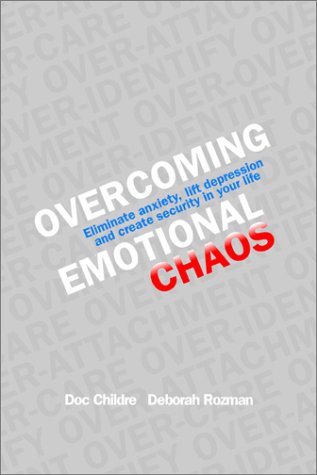 OVERCOMING
Eliminate anxiety, lift depression
and create security in your life
EMOTIONAL
CHAOS
Doc Childre Deborah Rozman